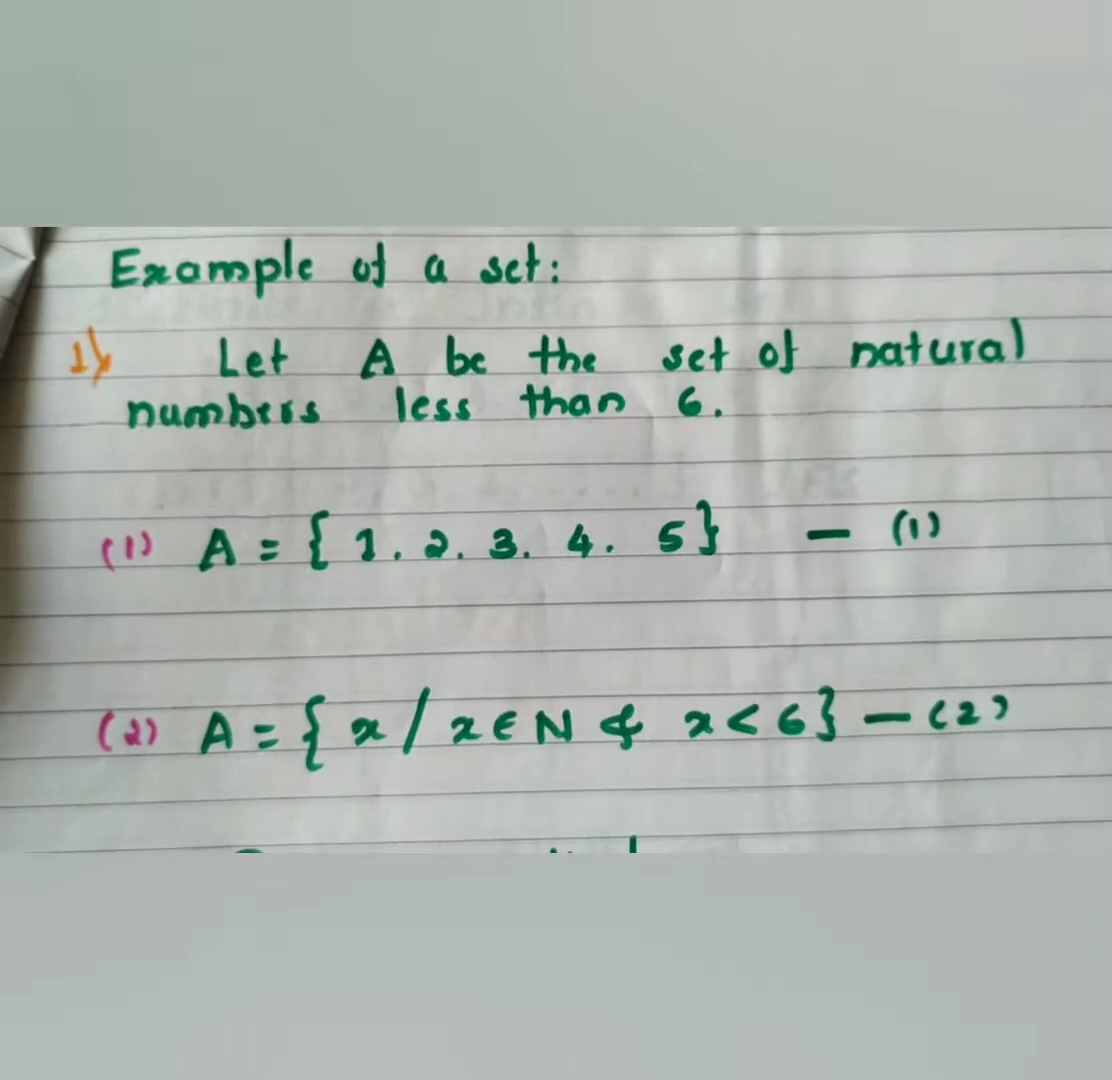 Example of a set:
1) Let A be the set of natural
numbers less than 6.
(1) A = { 1. 2. 3. 4. 5} — (1)
(2) A = { x / x ∈ N & x < 6} — (2)